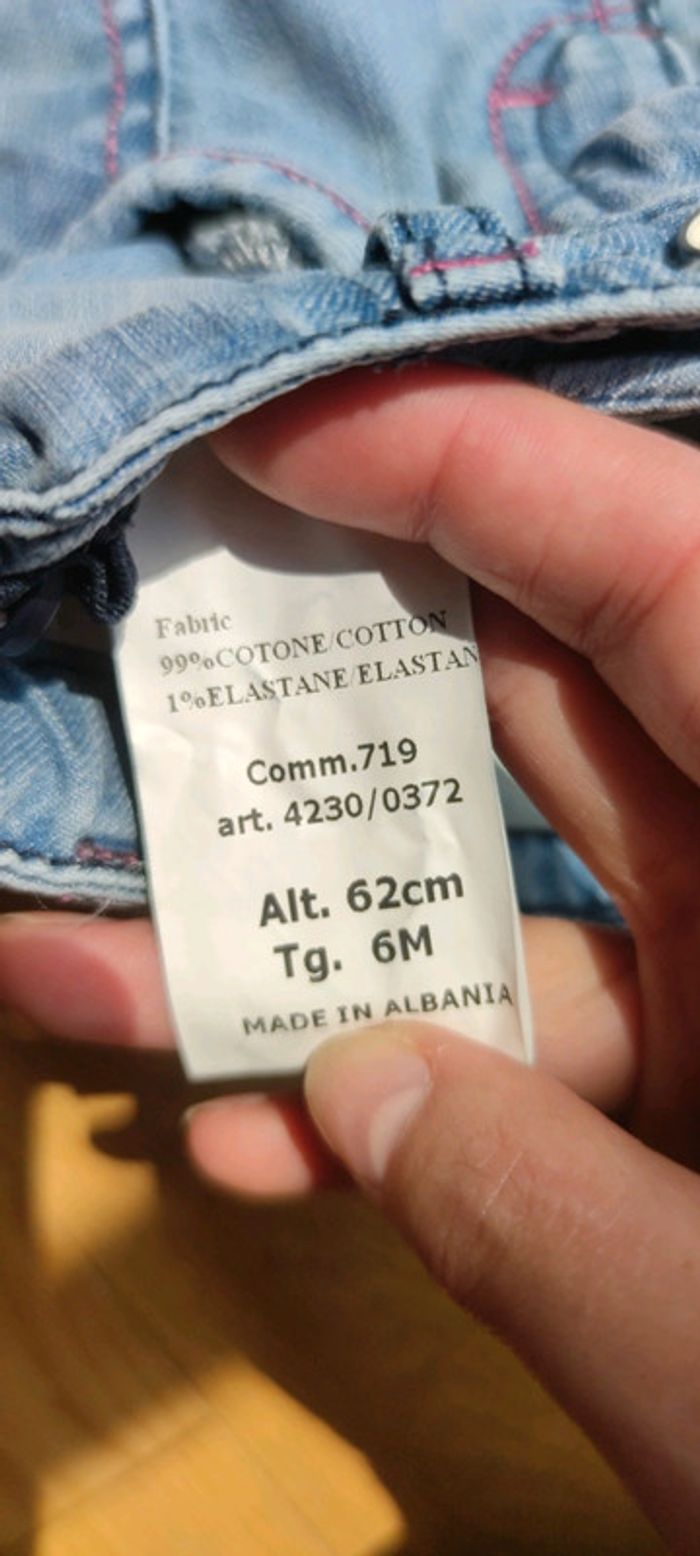 Fabric
99%COTONE/COTTON
1%ELASTANE/ELASTAN
Comm.719
art. 4230/0372
Alt. 62cm
Tg. 6M
MADE IN ALBANIA